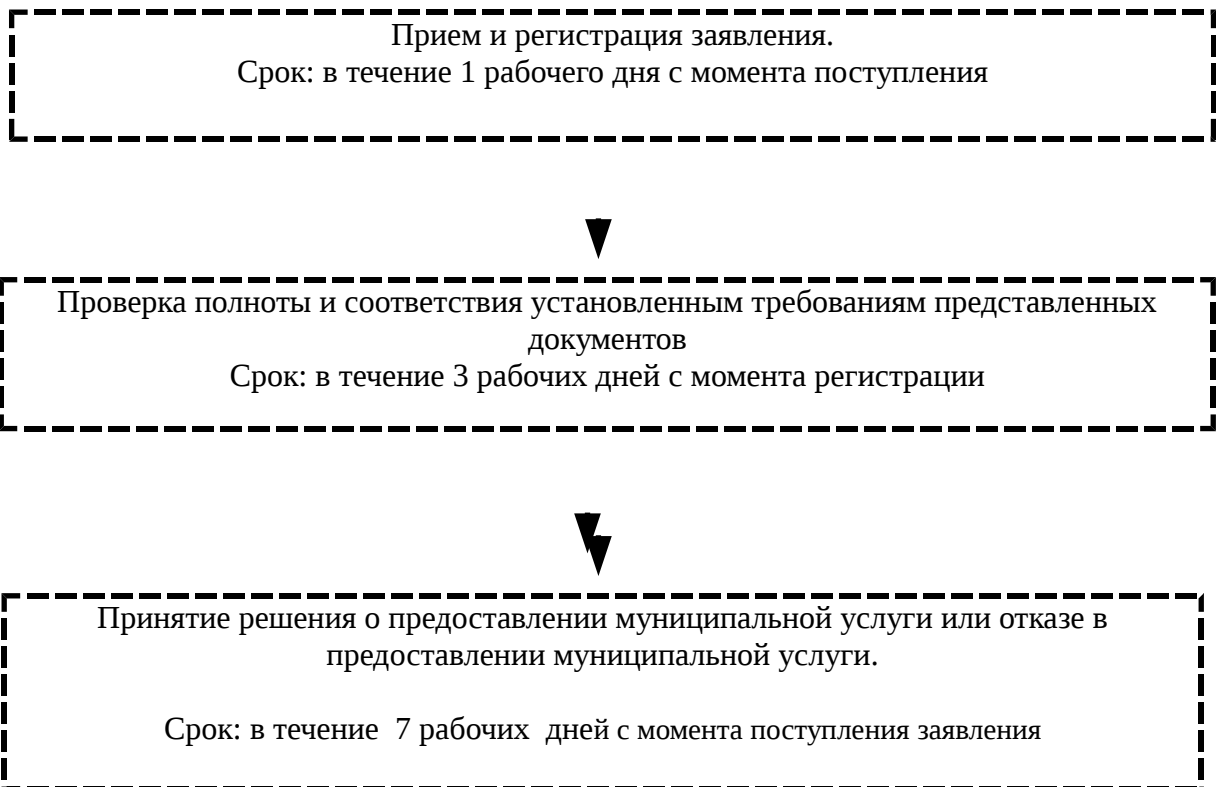 Прием и регистрация заявления.
Срок: в течение 1 рабочего дня с момента поступления
Проверка полноты и соответствия установленным требованиям представленных
документов
Срок: в течение 3 рабочих дней с момента регистрации
Принятие решения о предоставлении муниципальной услуги или отказе в
предоставлении муниципальной услуги.
Срок: в течение  7 рабочих  дней с момента поступления заявления